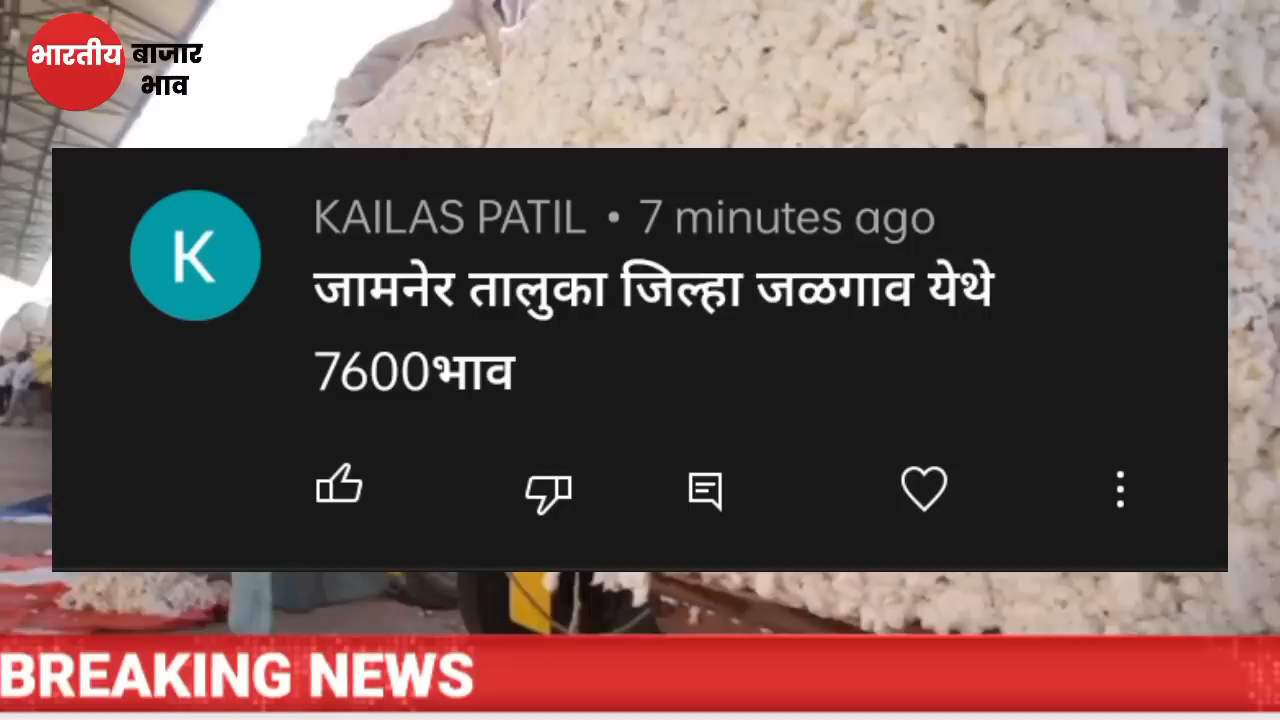 भारतीय बाजार
भाव
K
KAILAS PATIL • 7 minutes ago
जामनेर तालुका जिल्हा जळगाव येथे
7600भाव
BREAKING NEWS